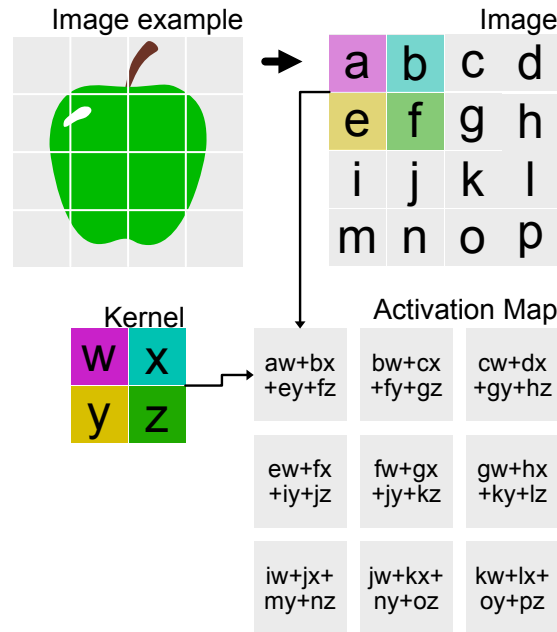 Image example
Image
a b c d
e f g h
i j k l
m n o p
Kernel
w x
y z
Activation Map
aw+bx
+ey+fz
bw+cx
+fy+gz
cw+dx
+gy+hz
ew+fx
+iy+jz
fw+gx
+jy+kz
gw+hx
+ky+lz
iw+jx+
my+nz
jw+kx+
ny+oz
kw+lx+
oy+pz